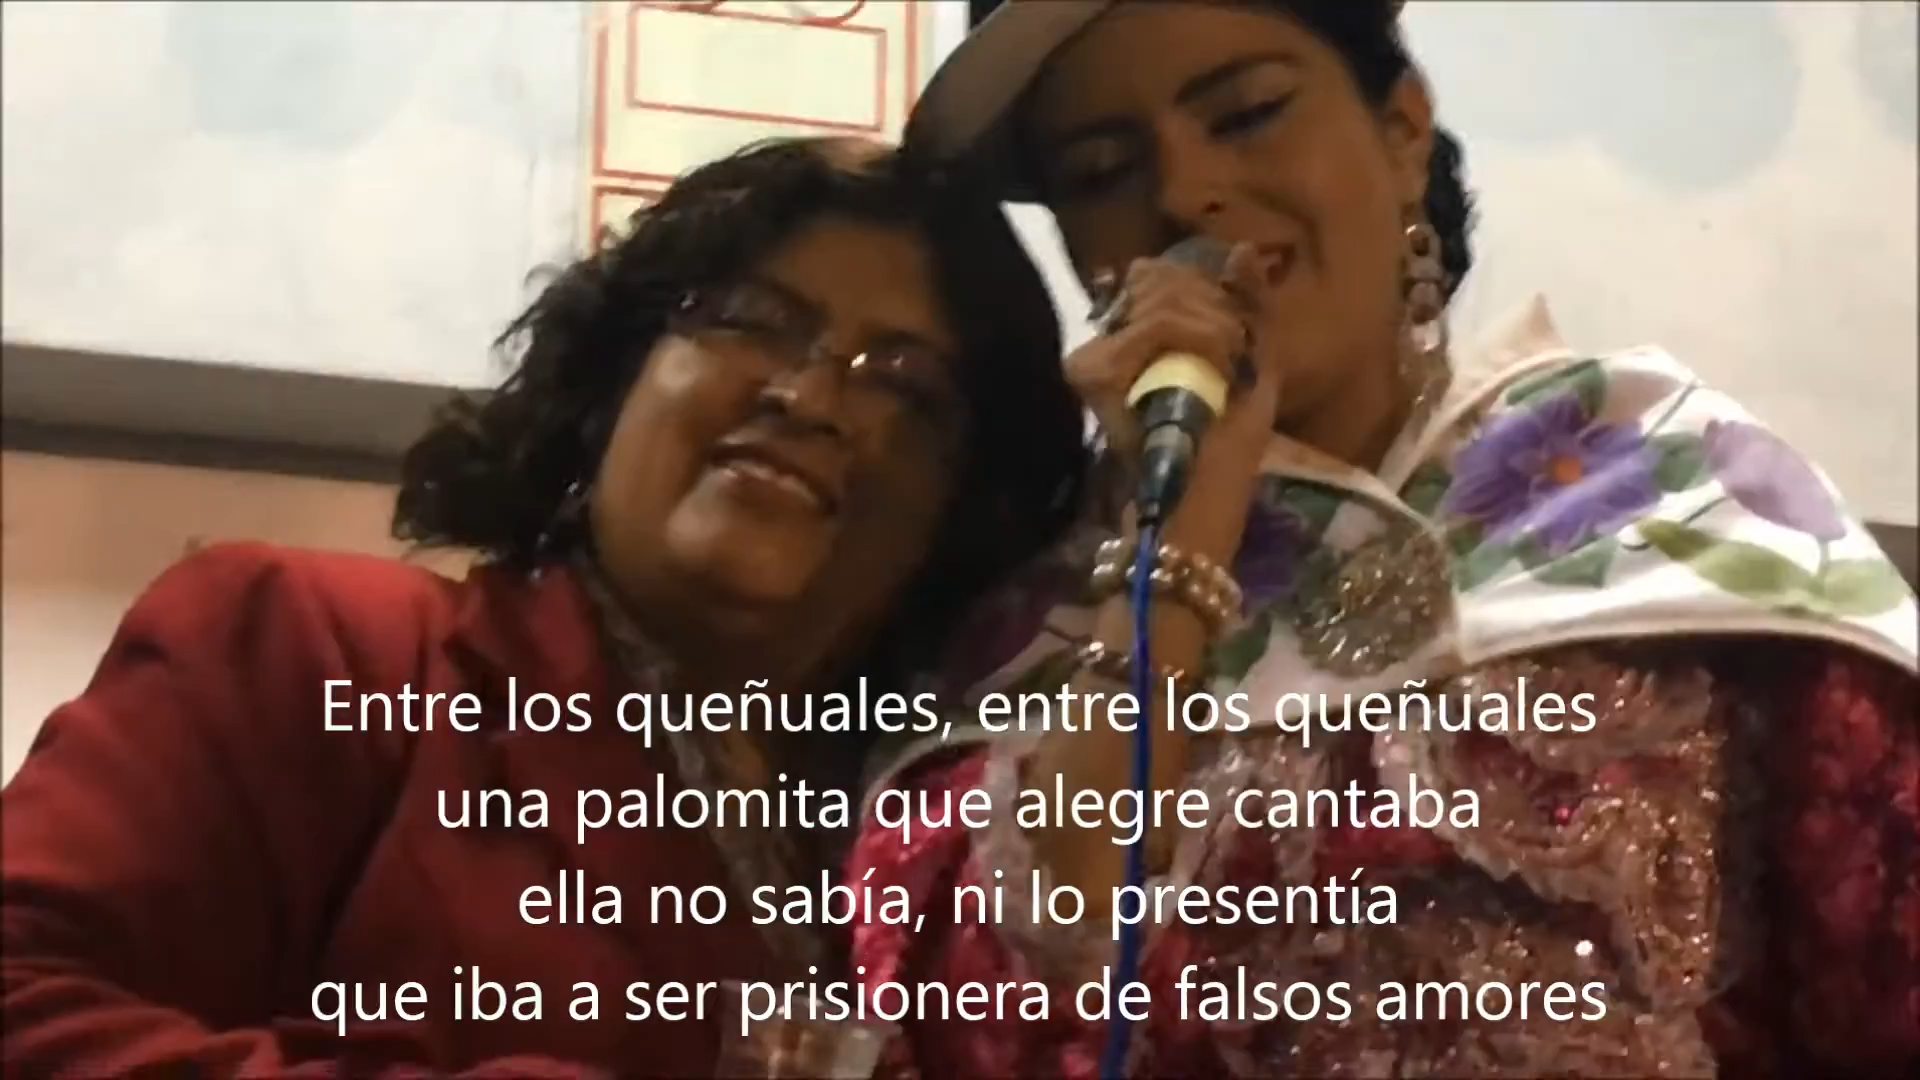 Entre los queñuales, entre los queñuales
una palomita que alegre cantaba
ella no sabía, ni lo presentía
que iba a ser prisionera de falsos amores